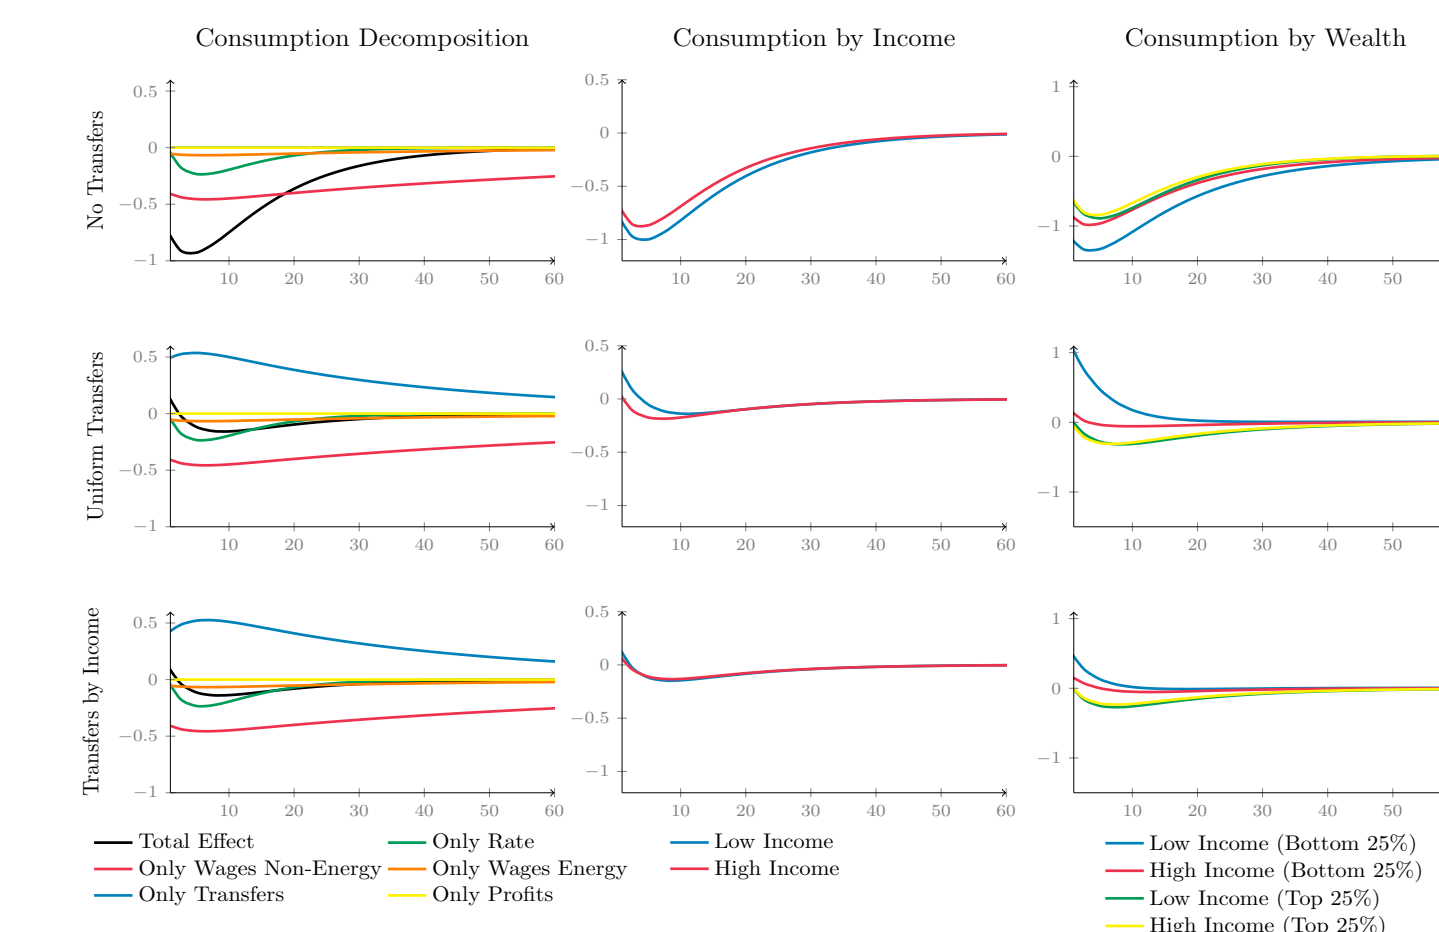 Consumption Decomposition
Consumption by Income
Consumption by Wealth
No Transfers
0.5
0
−0.5
−1
10 20 30 40 50 60
0.5
0
−0.5
−1
10 20 30 40 50 60
1
0
−1
10 20 30 40 50
Uniform Transfers
0.5
0
−0.5
−1
10 20 30 40 50 60
0.5
0
−0.5
−1
10 20 30 40 50 60
1
0
−1
10 20 30 40 50
Transfers by Income
0.5
0
−0.5
−1
10 20 30 40 50 60
0.5
0
−0.5
−1
10 20 30 40 50 60
1
0
−1
10 20 30 40 50
Total Effect
Only Rate
Only Wages Non-Energy
Only Wages Energy
Only Transfers
Only Profits
Low Income
High Income
Low Income (Bottom 25%)
High Income (Bottom 25%)
Low Income (Top 25%)
High Income (Top 25%)